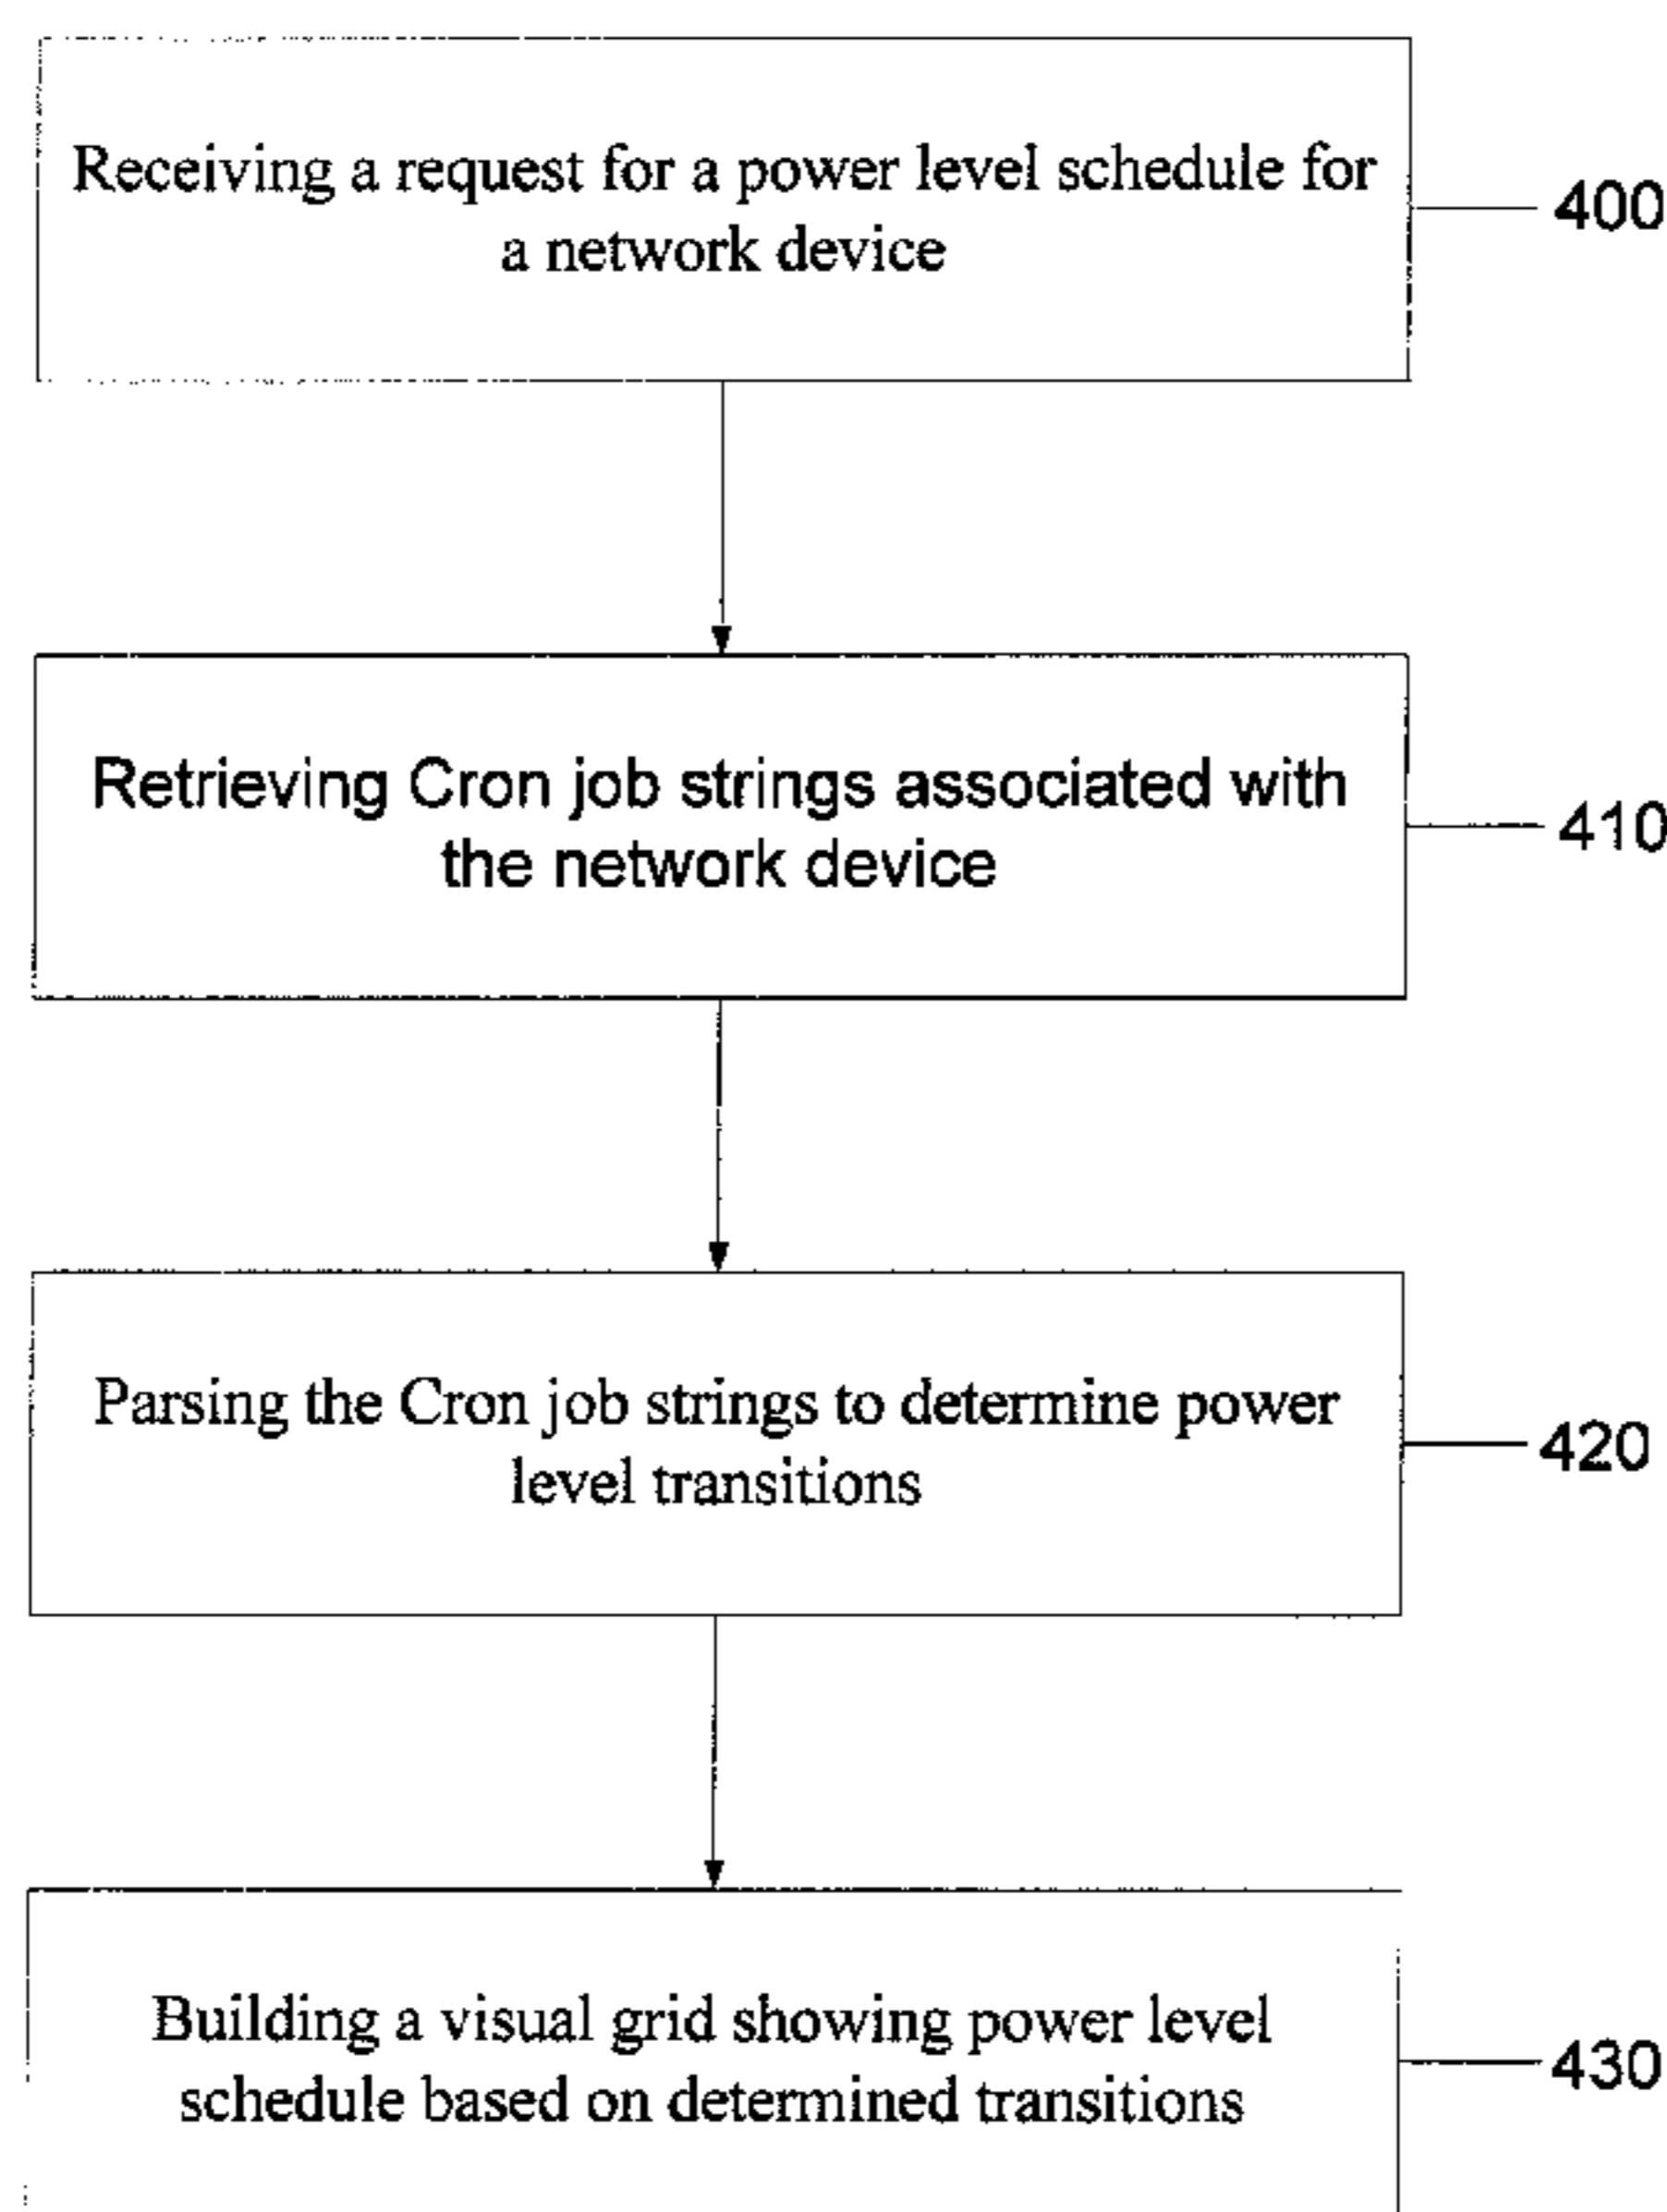 Receiving a request for a power level schedule for
a network device
400
Retrieving Cron job strings associated with
the network device
410
Parsing the Cron job strings to determine power
level transitions
420
Building a visual grid showing power level
schedule based on determined transitions
430